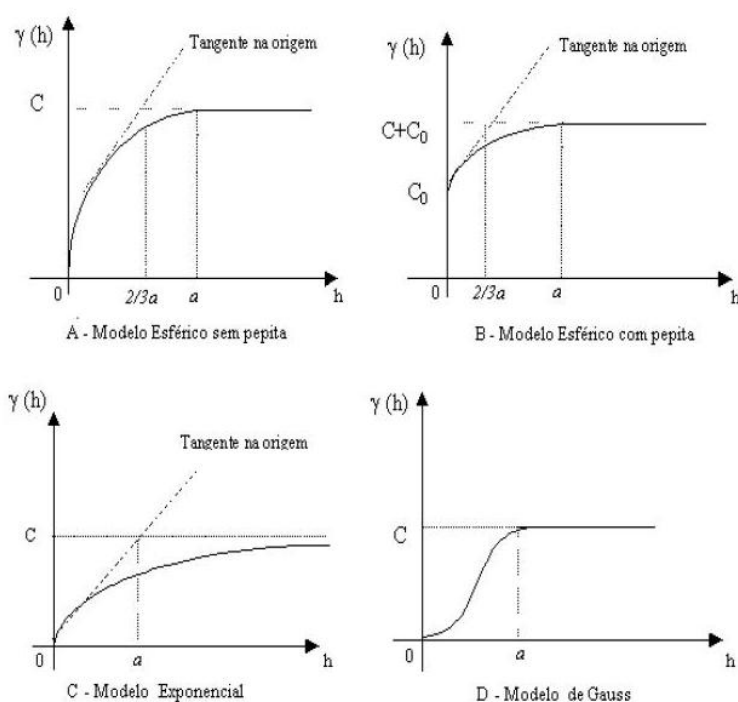 γ (h)
Tangente na origem
C
0
2/3a
a
h
A - Modelo Esférico sem pepita
γ (h)
Tangente na origem
C+C₀
C₀
0
2/3a
a
h
B - Modelo Esférico com pepita
γ (h)
Tangente na origem
C
0
a
h
C - Modelo Exponencial
γ (h)
C
0
a
h
D - Modelo de Gauss